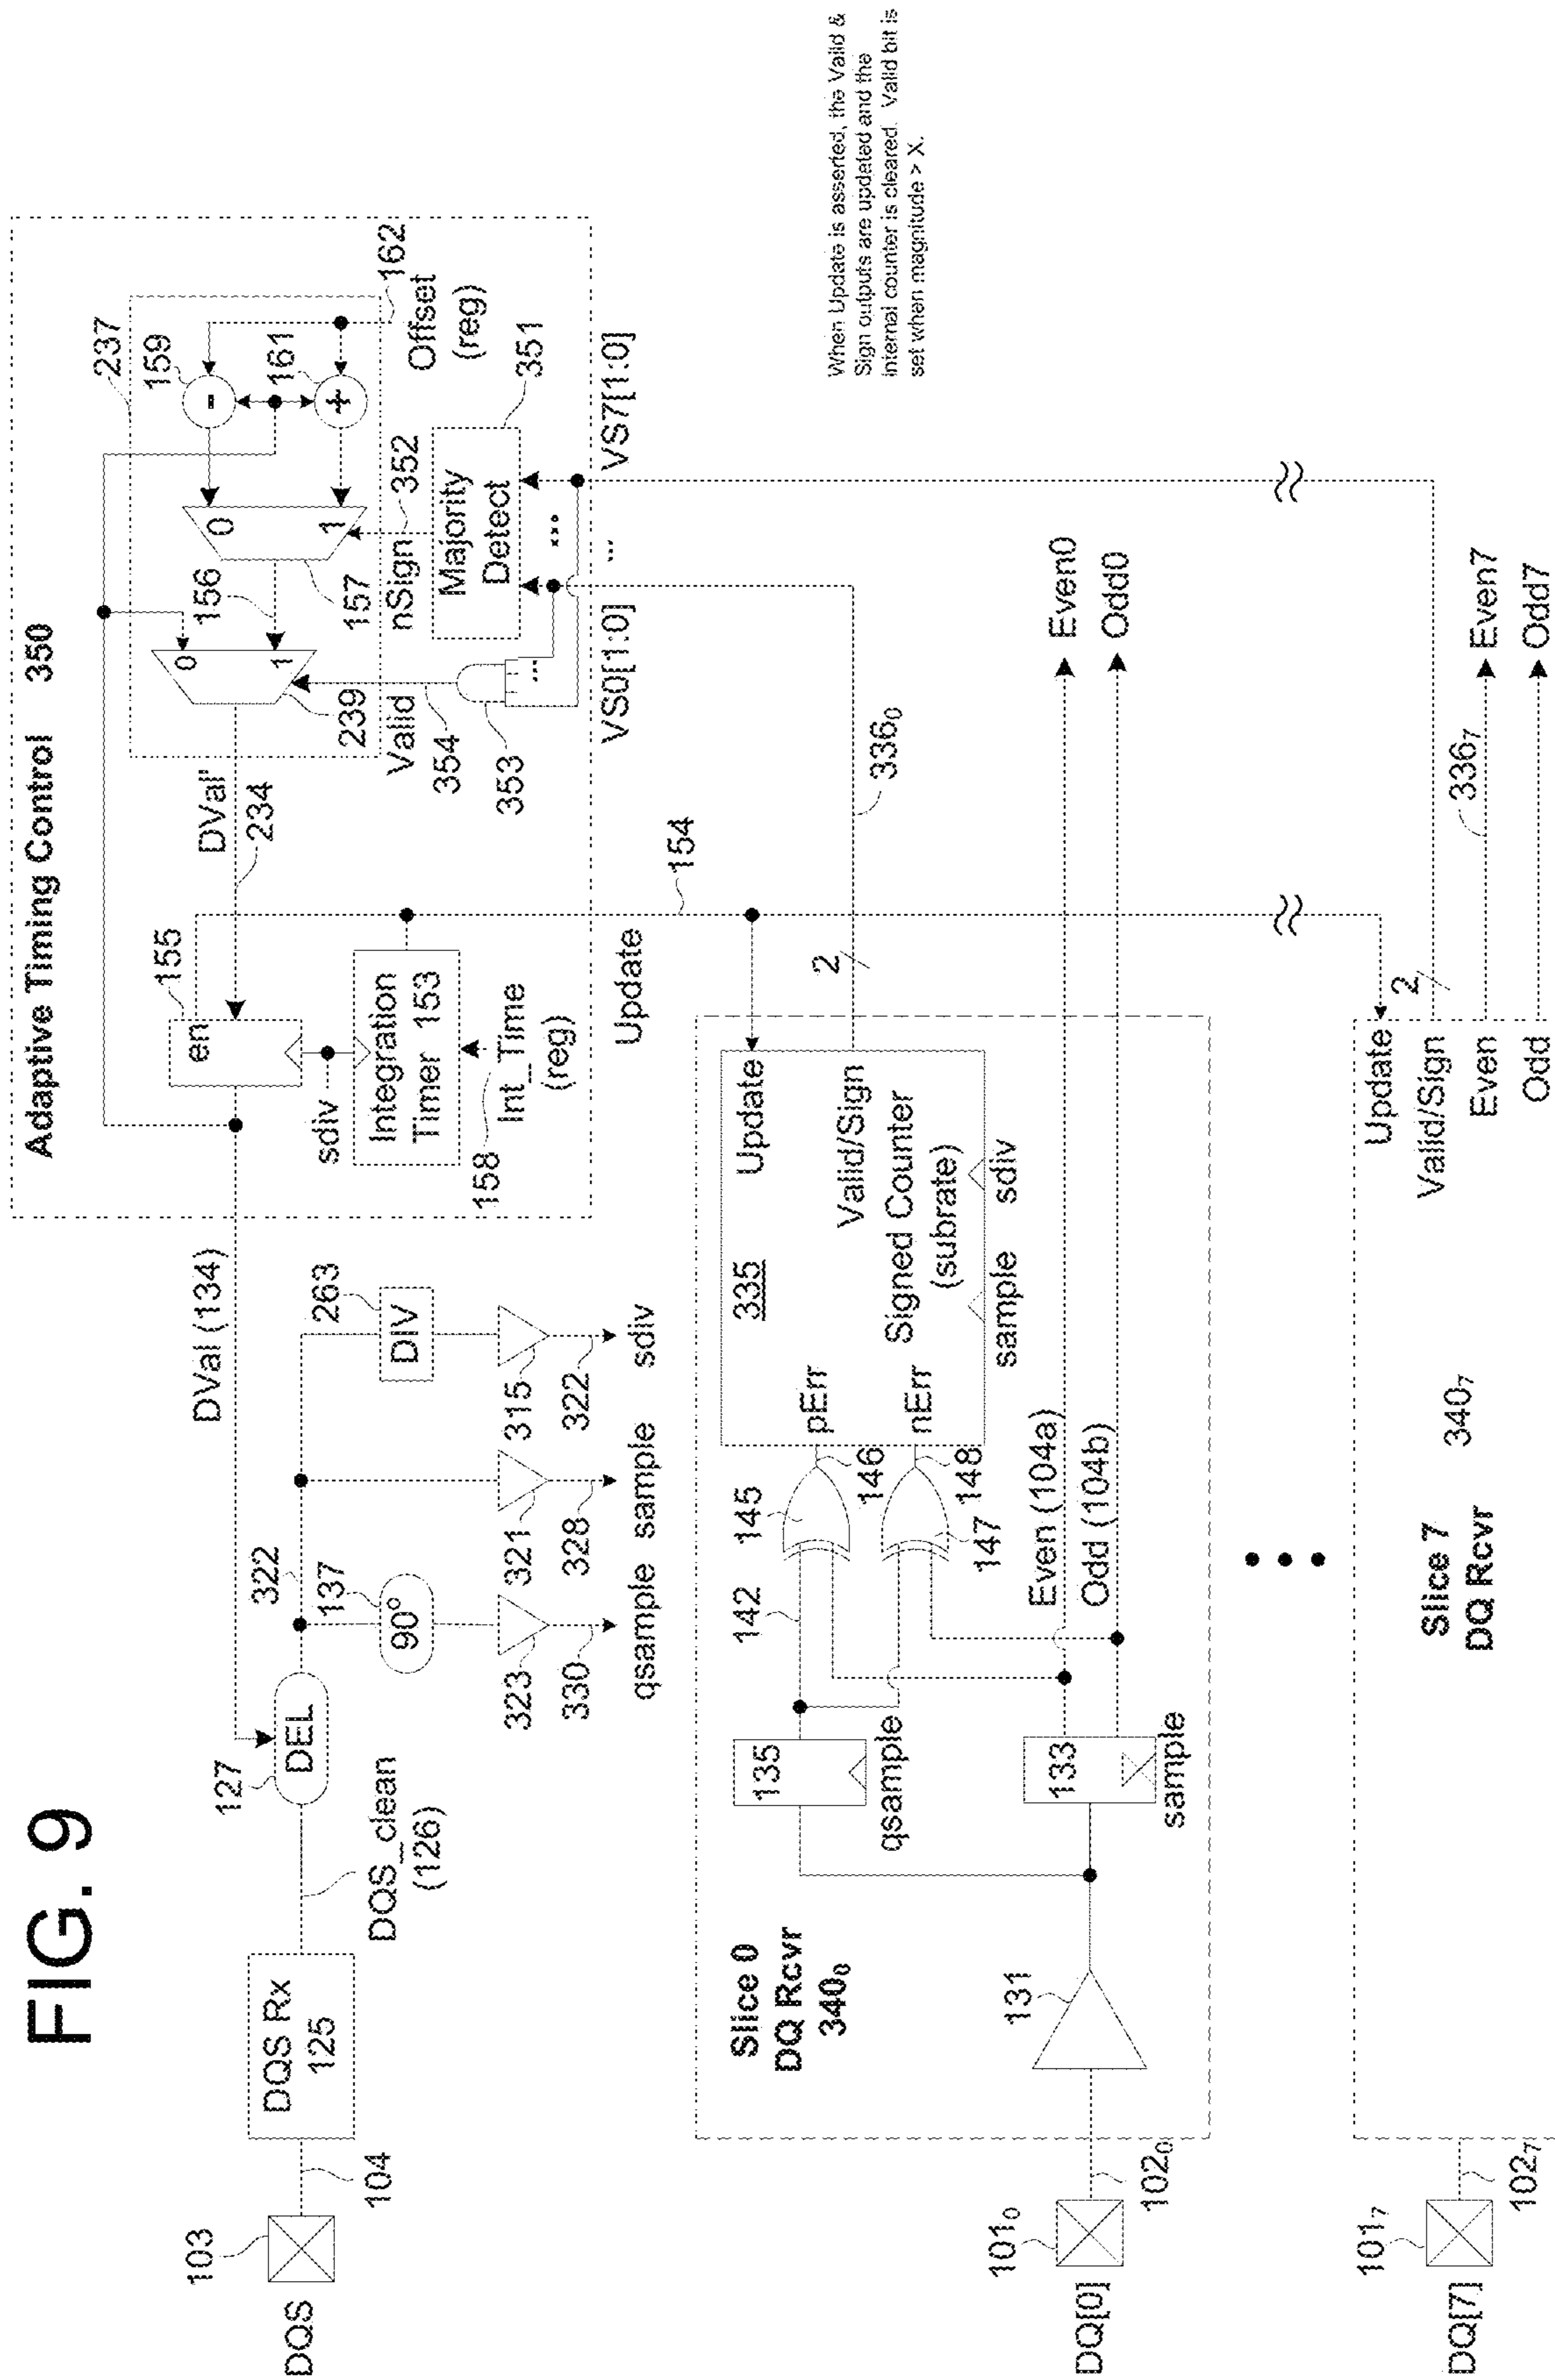 FIG. 9
Adaptive Timing Control 350
237
159
-
161
+
162
Offset
(reg)
0
1
156
157
0
1
239
DVal'
234
155
en
sdiv
Integration
Timer 153
158
Int_Time
(reg)
nSign 352
Majority
Detect
351
...
Valid
354
353
...
VS0[1:0]
...
VS7[1:0]
Update
154
DVal (134)
DQS
103
104
DQS Rx
125
DQS_clean
(126)
127
DEL
322
137
90°
263
DIV
323
321
315
330
328
322
qsample
sample
sdiv
When Update is asserted, the Valid &
Sign outputs are updated and the
internal counter is cleared. Valid bit is
set when magnitude > X.
Slice 0
DQ Rcvr
340₀
DQ[0]
101₀
102₀
131
135
qsample
133
sample
142
145
146
147
148
pErr
nErr
335
Update
Valid/Sign
Signed Counter
(subrate)
sample
sdiv
2
336₀
Even (104a)
Odd (104b)
Even0
Odd0
DQ[7]
101₇
102₇
Slice 7
DQ Rcvr
340₇
Update
Valid/Sign
Even
Odd
2
336₇
Even7
Odd7